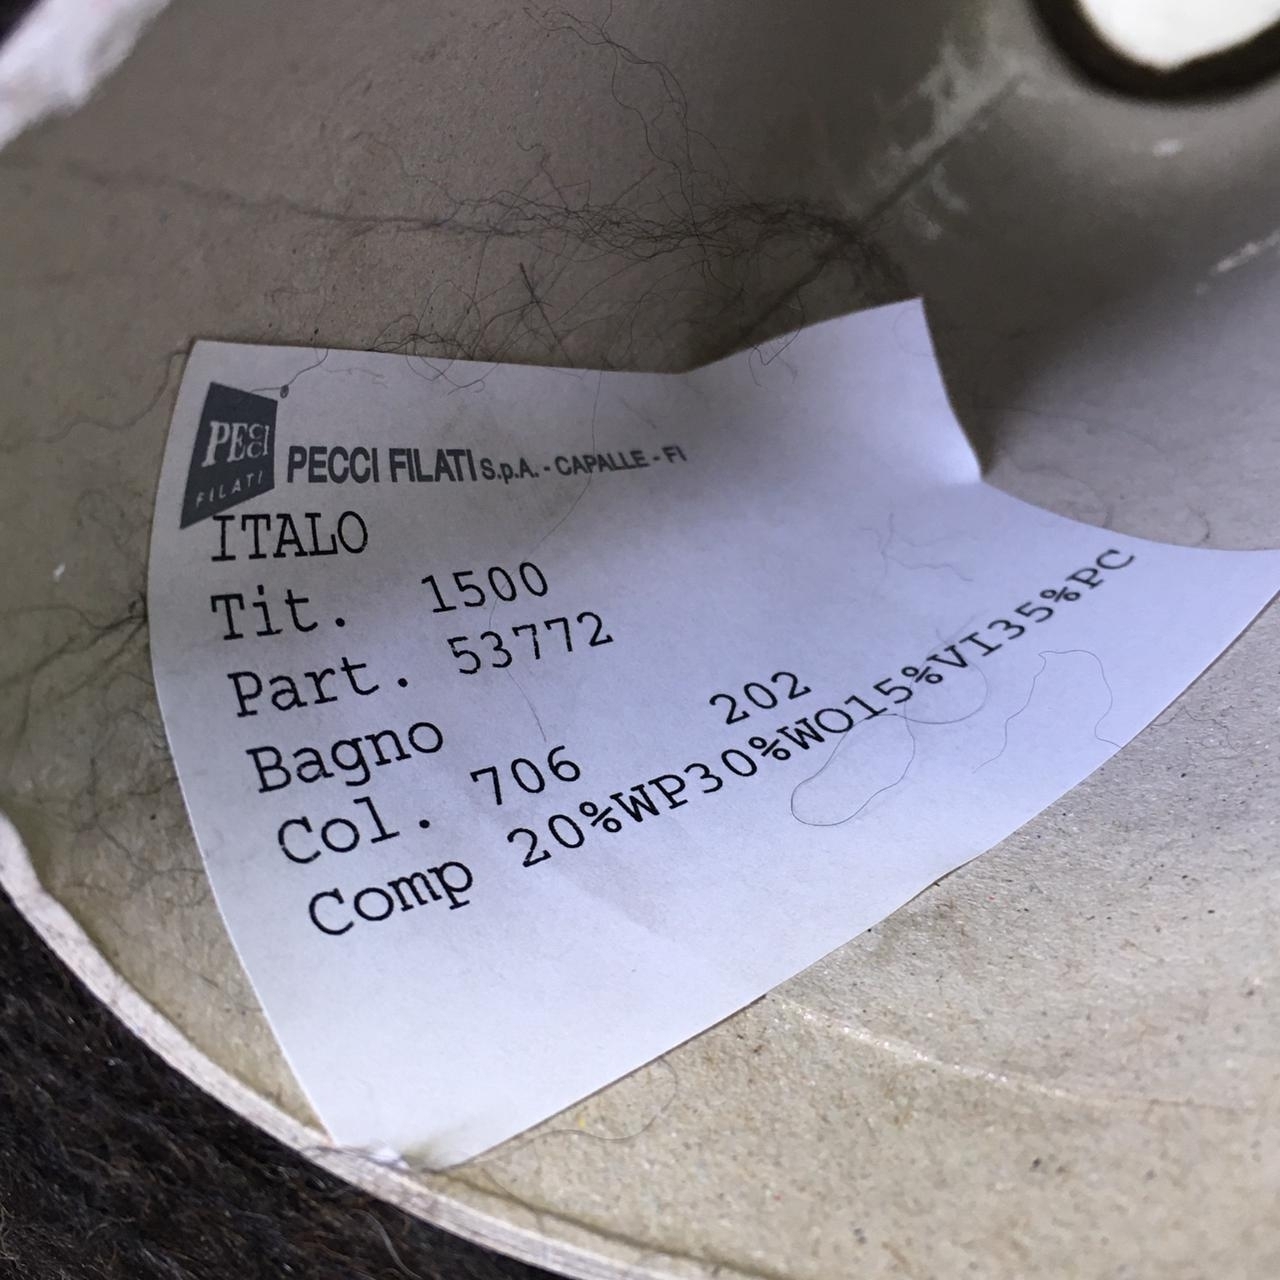 PECCI
FILATI
PECCI FILATI S.p.A. - CAPALLE - FI
ITALO
Tit. 1500
Part. 53772
Bagno
Col. 706 202
Comp 20%WP30%WO15%VI35%PC